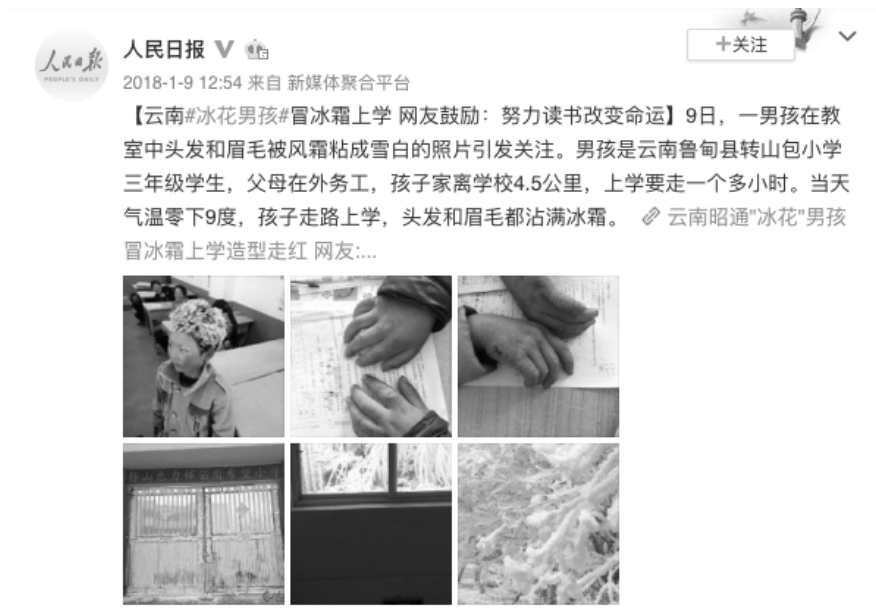 人民日报
PEOPLE'S DAILY
人民日报 V
+关注
2018-1-9 12:54 来自 新媒体聚合平台
【云南#冰花男孩#冒冰霜上学 网友鼓励：努力读书改变命运】9日，一男孩在教
室中头发和眉毛被风霜粘成雪白的照片引发关注。男孩是云南鲁甸县转山包小学
三年级学生，父母在外务工，孩子家离学校4.5公里，上学要走一个多小时。当天
气温零下9度，孩子走路上学，头发和眉毛都沾满冰霜。 云南昭通"冰花"男孩
冒冰霜上学造型走红 网友:...